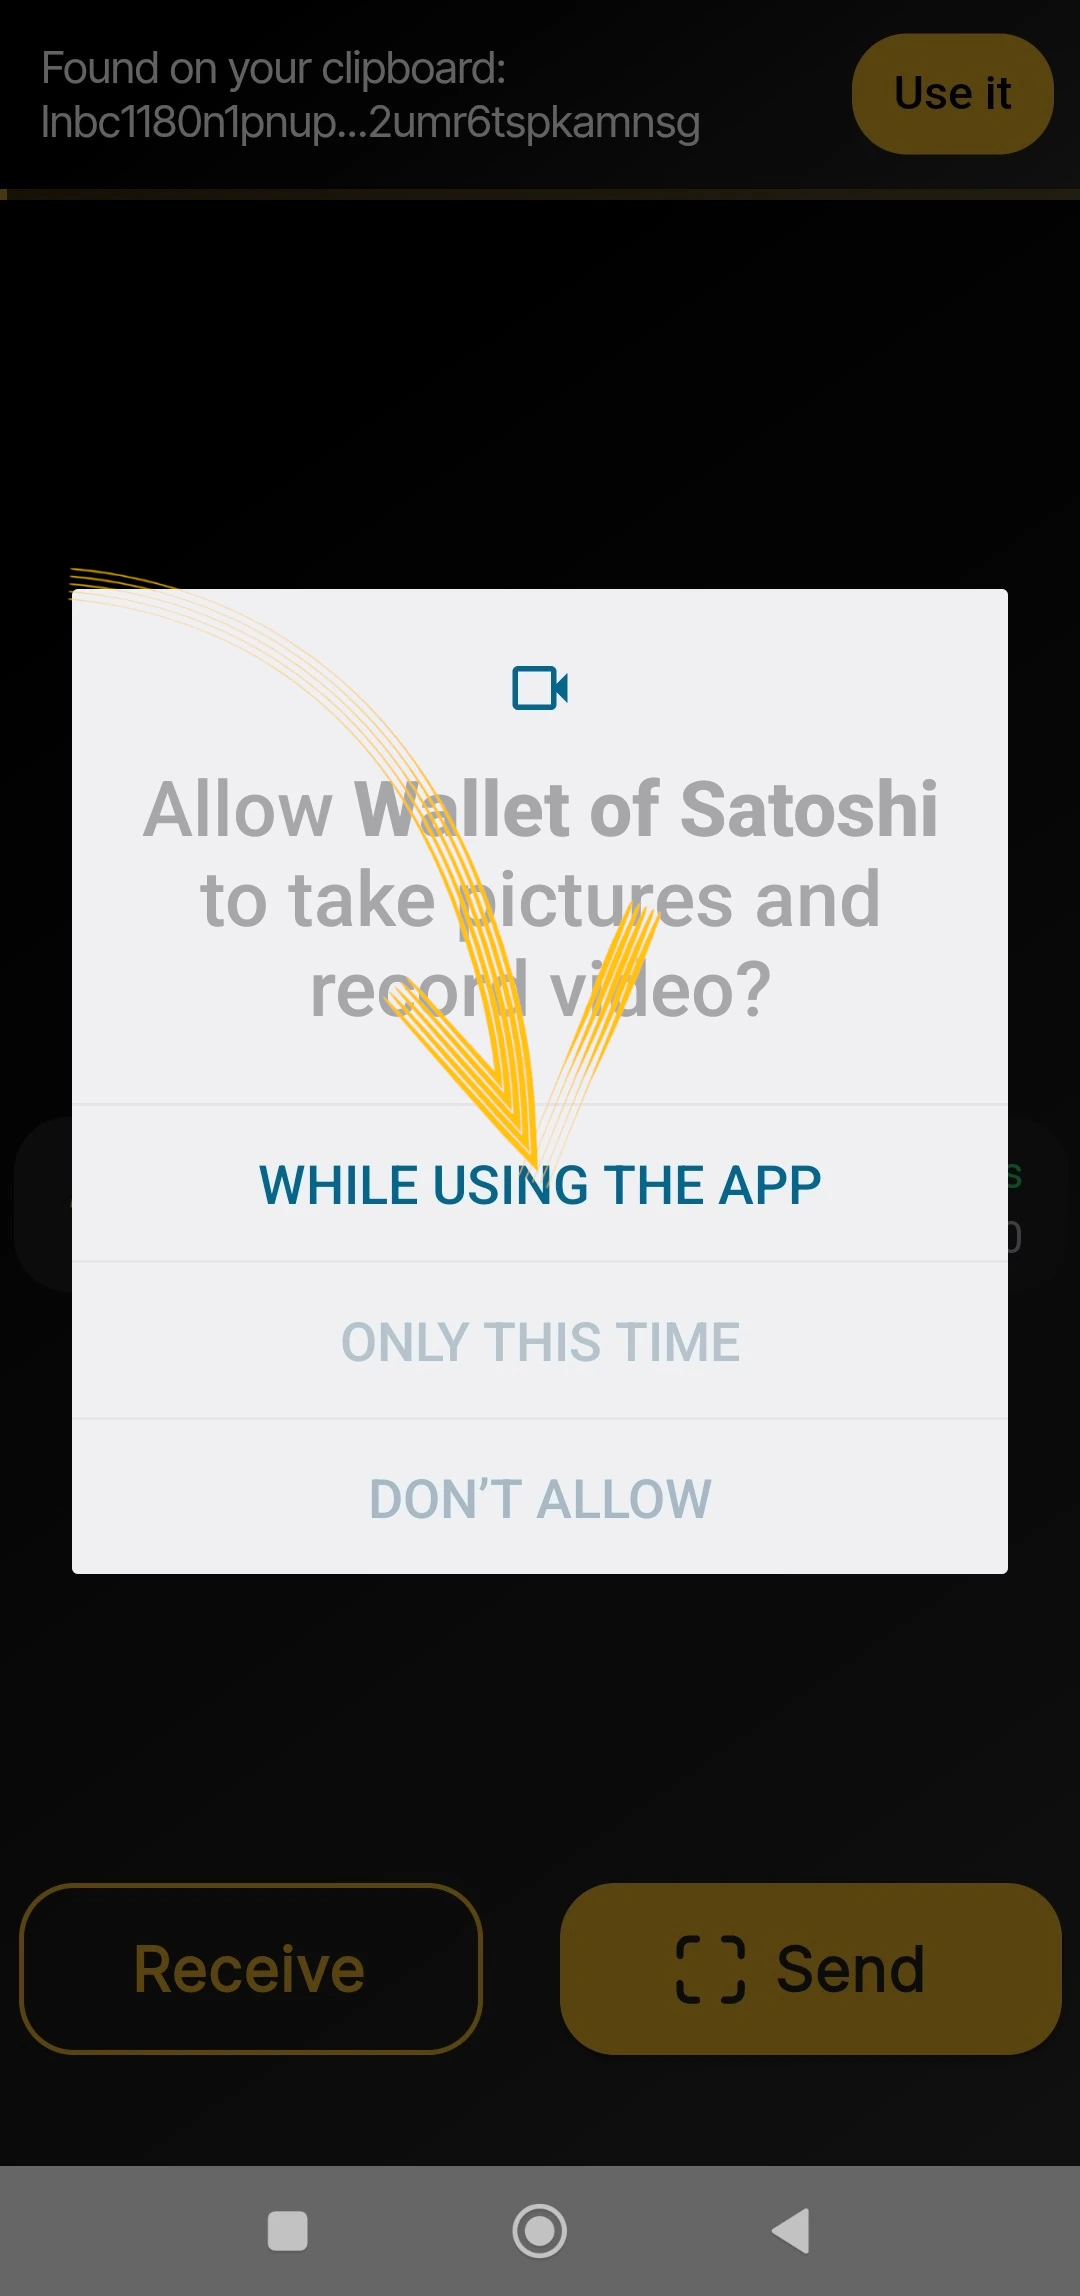 Found on your clipboard:
lnbc1180n1pnup...2umr6tspkamnsg
Use it
Allow Wallet of Satoshi
to take pictures and
record video?
WHILE USING THE APP
s
0
ONLY THIS TIME
DON’T ALLOW
Receive
Send